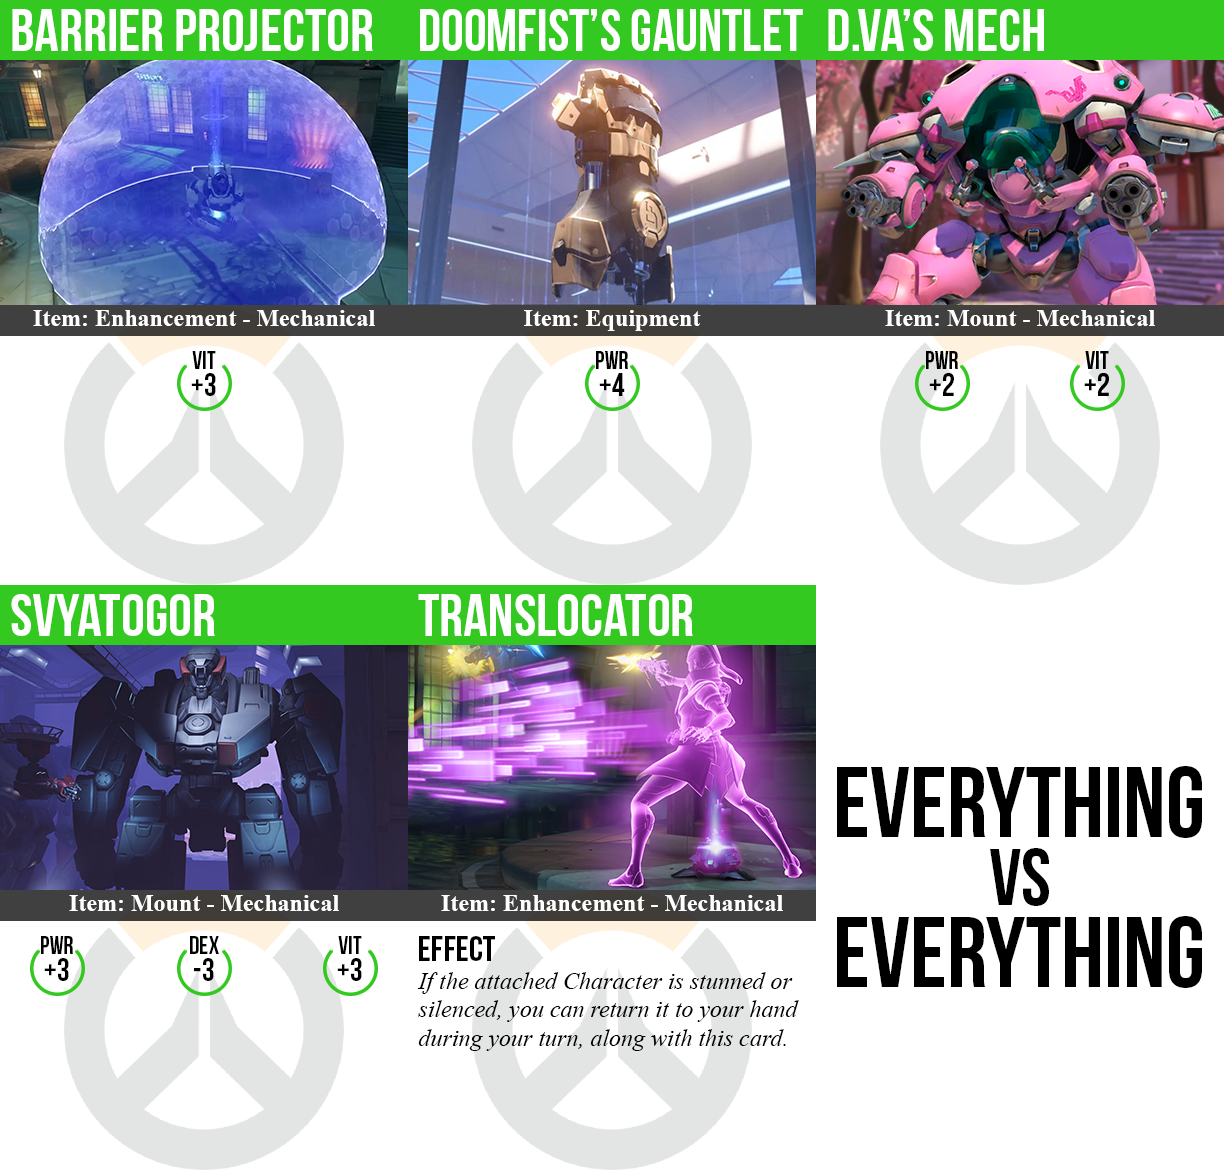 BARRIER PROJECTOR
Item: Enhancement - Mechanical
VIT
+3
DOOMFIST'S GAUNTLET
Item: Equipment
PWR
+4
D.VA'S MECH
Item: Mount - Mechanical
PWR
+2
VIT
+2
SVYATOGOR
Item: Mount - Mechanical
PWR
+3
DEX
-3
VIT
+3
TRANSLOCATOR
Item: Enhancement - Mechanical
EFFECT
If the attached Character is stunned or
silenced, you can return it to your hand
during your turn, along with this card.
EVERYTHING
VS
EVERYTHING